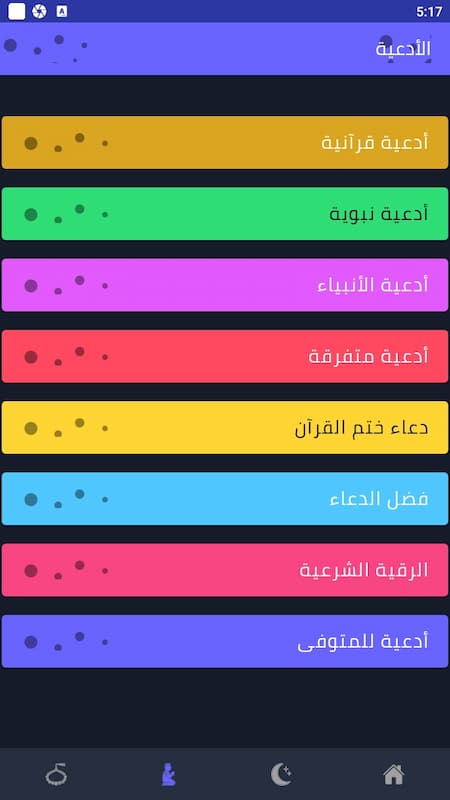 5:17
الأدعية
أدعية قرآنية
أدعية نبوية
أدعية الأنبياء
أدعية متفرقة
دعاء ختم القرآن
فضل الدعاء
الرقية الشرعية
أدعية للمتوفى